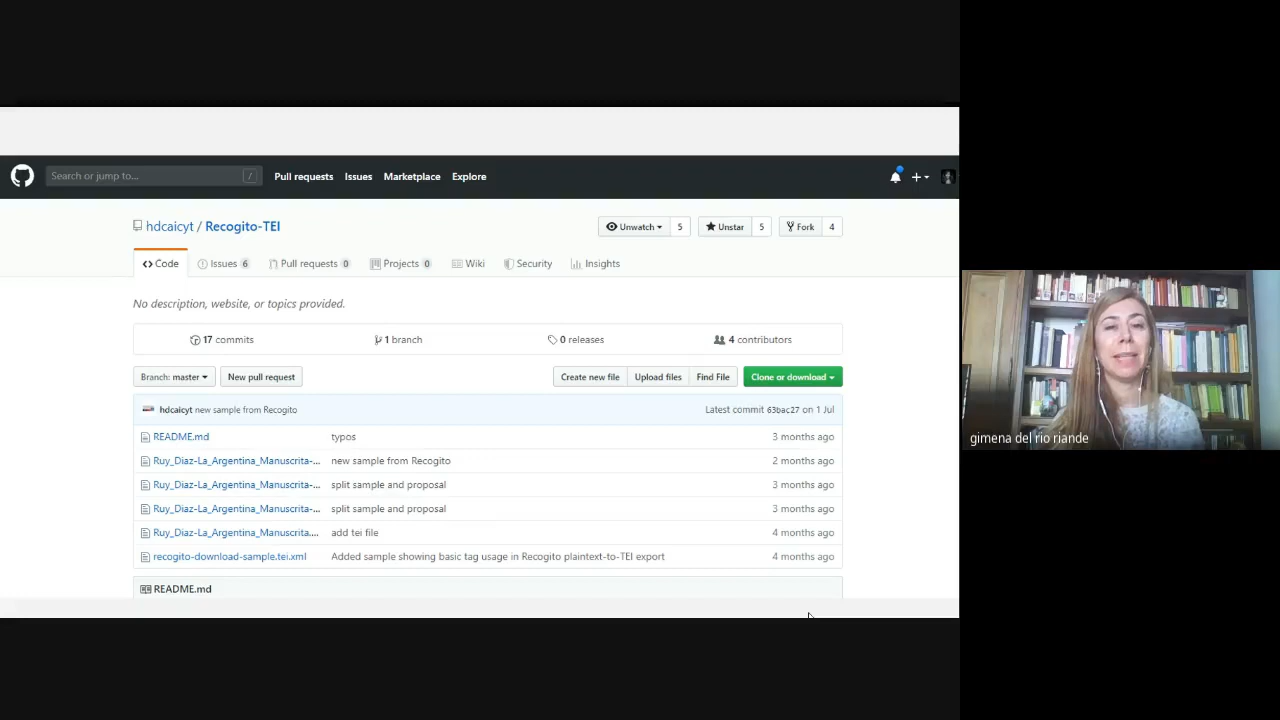 Search or jump to... /
Pull requests Issues Marketplace Explore
hdcaicyt / Recogito-TEI
Unwatch 5 Unstar 5 Fork 4
Code Issues 6 Pull requests 0 Projects 0 Wiki Security Insights
No description, website, or topics provided.
17 commits 1 branch 0 releases 4 contributors
Branch: master New pull request Create new file Upload files Find File Clone or download
hdcaicyt new sample from Recogito Latest commit 63bac27 on 1 Jul
README.md typos 3 months ago
Ruy_Diaz-La_Argentina_Manuscrita-... new sample from Recogito 2 months ago
Ruy_Diaz-La_Argentina_Manuscrita-... split sample and proposal 3 months ago
Ruy_Diaz-La_Argentina_Manuscrita-... split sample and proposal 3 months ago
Ruy_Diaz-La_Argentina_Manuscrita.... add tei file 4 months ago
recogito-download-sample.tei.xml Added sample showing basic tag usage in Recogito plaintext-to-TEI export 4 months ago
README.md
gimena del rio riande